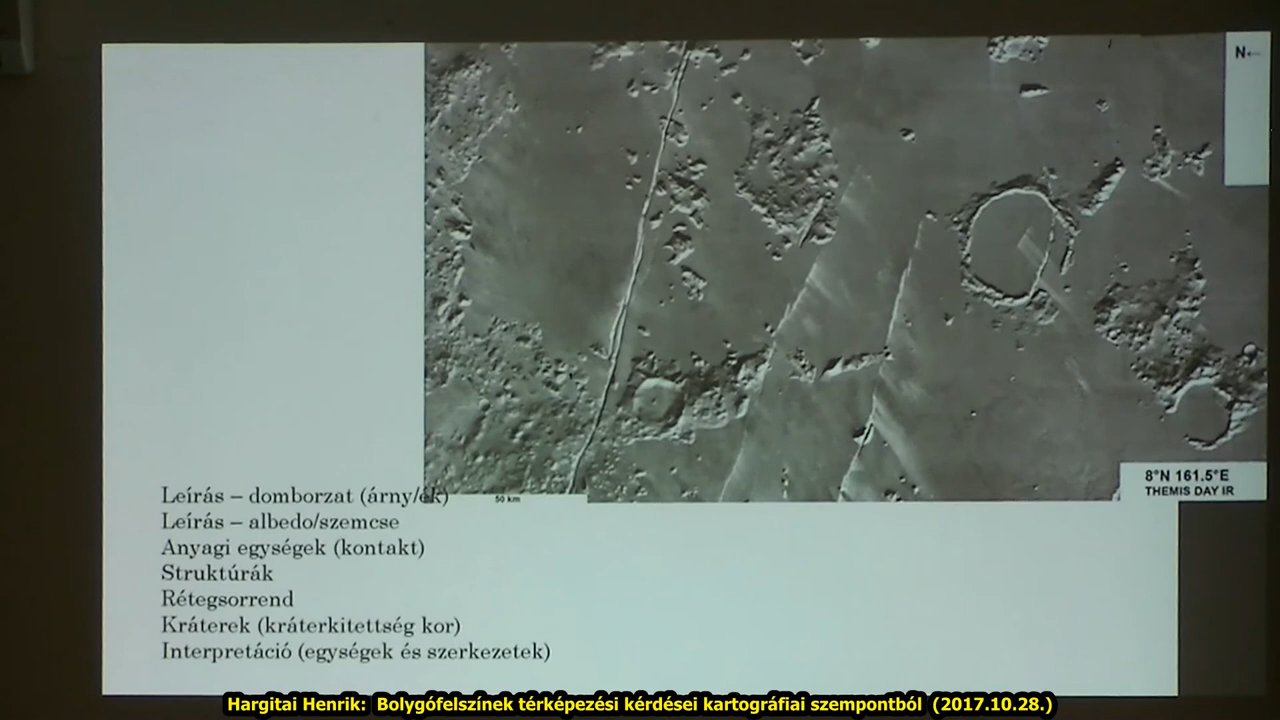 N←
8°N 161.5°E
THEMIS DAY IR
50 km
Leírás – domborzat (árny/ék)
Leírás – albedo/szemcse
Anyagi egységek (kontakt)
Struktúrák
Rétegsorrend
Kráterek (kráterkitettség kor)
Interpretáció (egységek és szerkezetek)
Hargitai Henrik: Bolygófelszínek térképezési kérdései kartográfiai szempontból (2017.10.28.)